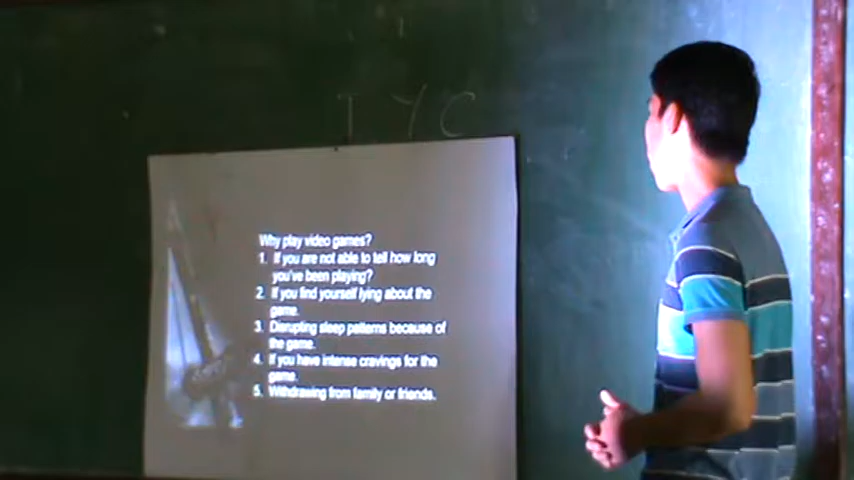 TYC
Why play video games?
1. If you are not able to tell how long
you've been playing?
2. If you find yourself lying about the
game.
3. Disrupting sleep patterns because of
the game.
4. If you have intense cravings for the
game.
5. Withdrawing from family or friends.